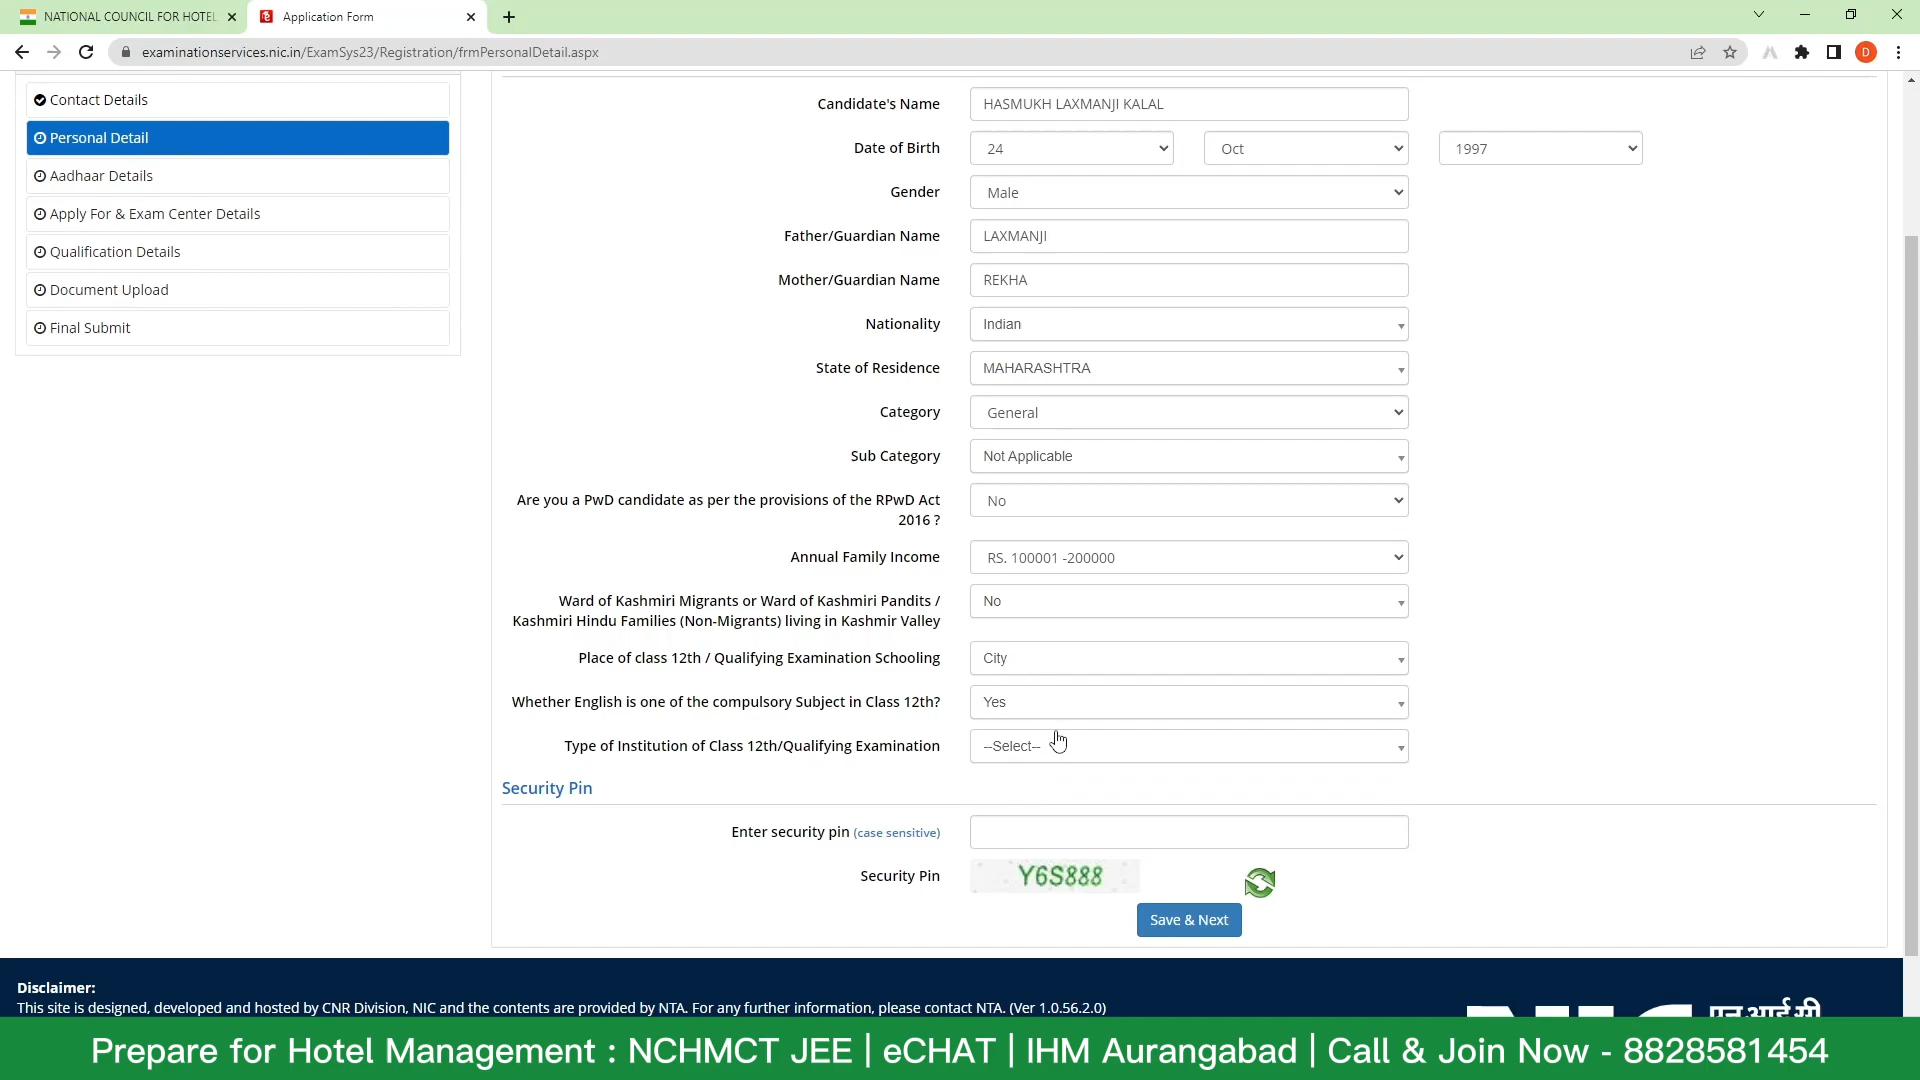 NATIONAL COUNCIL FOR HOTEL
Application Form
examinationservices.nic.in/ExamSys23/Registration/frmPersonalDetail.aspx
D
Contact Details
Personal Detail
Aadhaar Details
Apply For & Exam Center Details
Qualification Details
Document Upload
Final Submit
Candidate's Name HASMUKH LAXMANJI KALAL
Date of Birth 24 Oct 1997
Gender Male
Father/Guardian Name LAXMANJI
Mother/Guardian Name REKHA
Nationality Indian
State of Residence MAHARASHTRA
Category General
Sub Category Not Applicable
Are you a PwD candidate as per the provisions of the RPwD Act No
2016 ?
Annual Family Income RS. 100001 -200000
Ward of Kashmiri Migrants or Ward of Kashmiri Pandits / No
Kashmiri Hindu Families (Non-Migrants) living in Kashmir Valley
Place of class 12th / Qualifying Examination Schooling City
Whether English is one of the compulsory Subject in Class 12th? Yes
Type of Institution of Class 12th/Qualifying Examination --Select--
Security Pin
Enter security pin (case sensitive)
Security Pin Y6S888
Save & Next
Disclaimer:
This site is designed, developed and hosted by CNR Division, NIC and the contents are provided by NTA. For any further information, please contact NTA. (Ver 1.0.56.2.0)
Prepare for Hotel Management : NCHMCT JEE | eCHAT | IHM Aurangabad | Call & Join Now - 8828581454